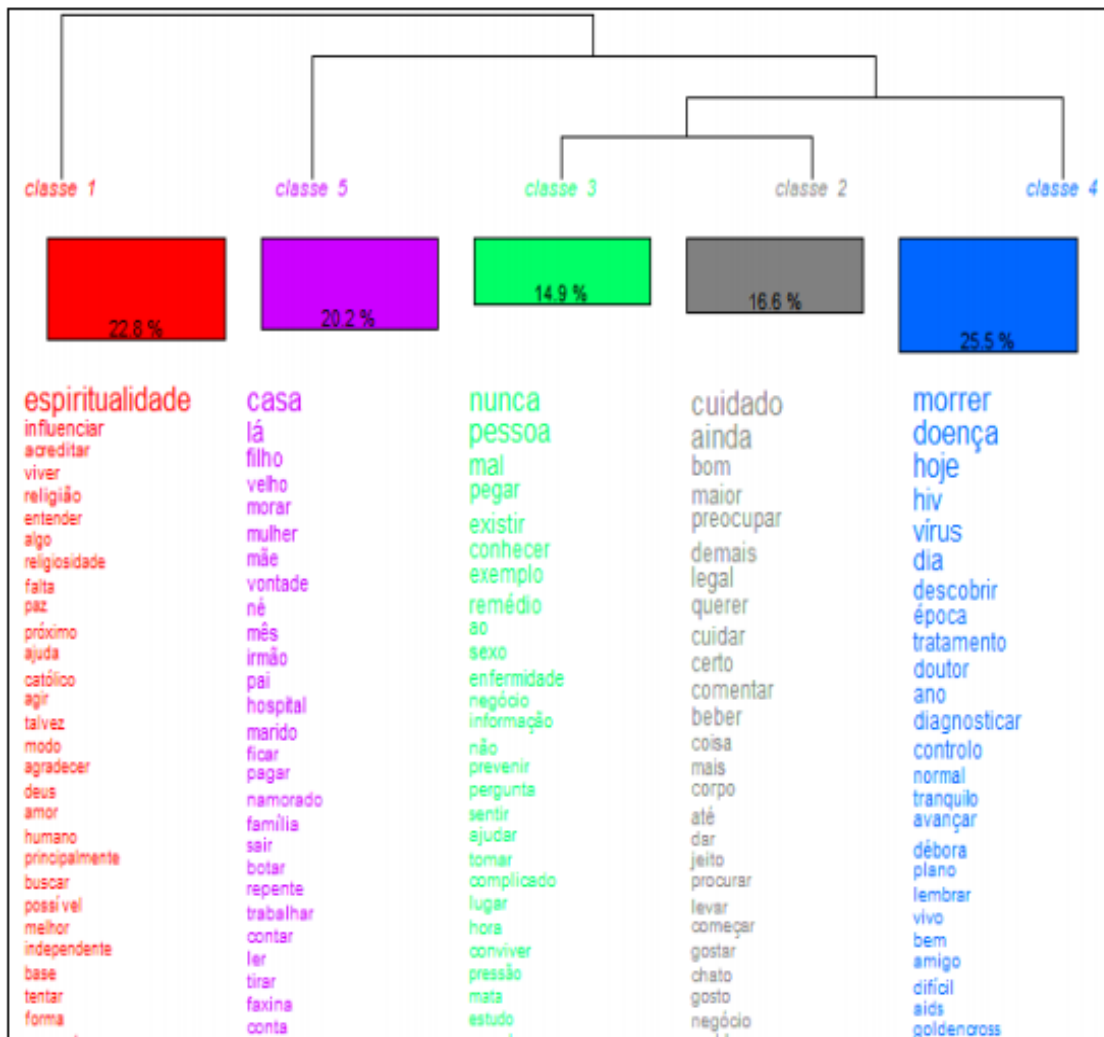 classe 1
classe 5
classe 3
classe 2
classe 4
22.8 %
20.2 %
14.9 %
16.6 %
25.5 %
espiritualidade
influenciar
acreditar
viver
religião
entender
algo
religiosidade
falta
paz
próximo
ajuda
católico
agir
talvez
modo
agradecer
deus
amor
humano
principalmente
buscar
possível
melhor
independente
base
tentar
forma
casa
lá
filho
velho
morar
mulher
mãe
vontade
né
mês
irmão
pai
hospital
marido
ficar
pagar
namorado
família
sair
botar
repente
trabalhar
contar
ler
tirar
faxina
conta
nunca
pessoa
mal
pegar
existir
conhecer
exemplo
remédio
ao
sexo
enfermidade
negócio
informação
não
prevenir
pergunta
sentir
ajudar
tomar
complicado
lugar
hora
conviver
pressão
mata
estudo
cuidado
ainda
bom
maior
preocupar
demais
legal
querer
cuidar
certo
comentar
beber
coisa
mais
corpo
até
dar
jeito
procurar
levar
começar
gostar
chato
gosto
negócio
morrer
doença
hoje
hiv
vírus
dia
descobrir
época
tratamento
doutor
ano
diagnosticar
controlo
normal
tranquilo
avançar
débora
plano
lembrar
vivo
bem
amigo
difícil
aids
goldencross